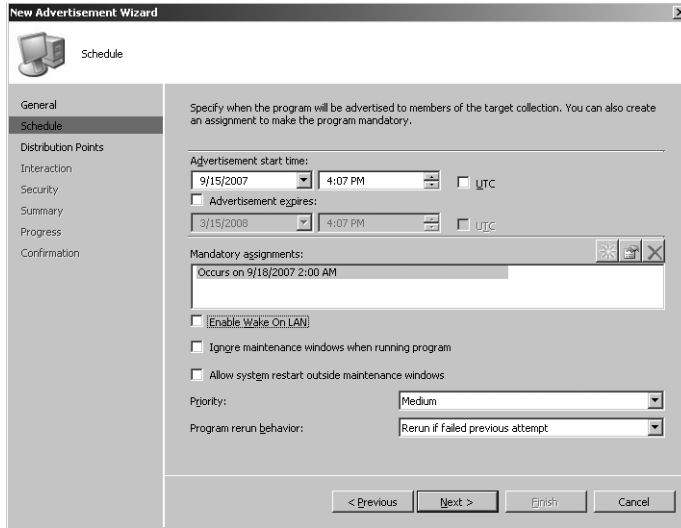 New Advertisement Wizard
Schedule
General
Schedule
Distribution Points
Interaction
Security
Summary
Progress
Confirmation
Specify when the program will be advertised to members of the target collection. You can also create
an assignment to make the program mandatory.
Advertisement start time:
9/15/2007 4:07 PM UTC
Advertisement expires:
3/15/2008 4:07 PM UTC
Mandatory assignments:
Occurs on 9/18/2007 2:00 AM
Enable Wake On LAN
Ignore maintenance windows when running program
Allow system restart outside maintenance windows
Priority: Medium
Program rerun behavior: Rerun if failed previous attempt
< Previous Next > Finish Cancel